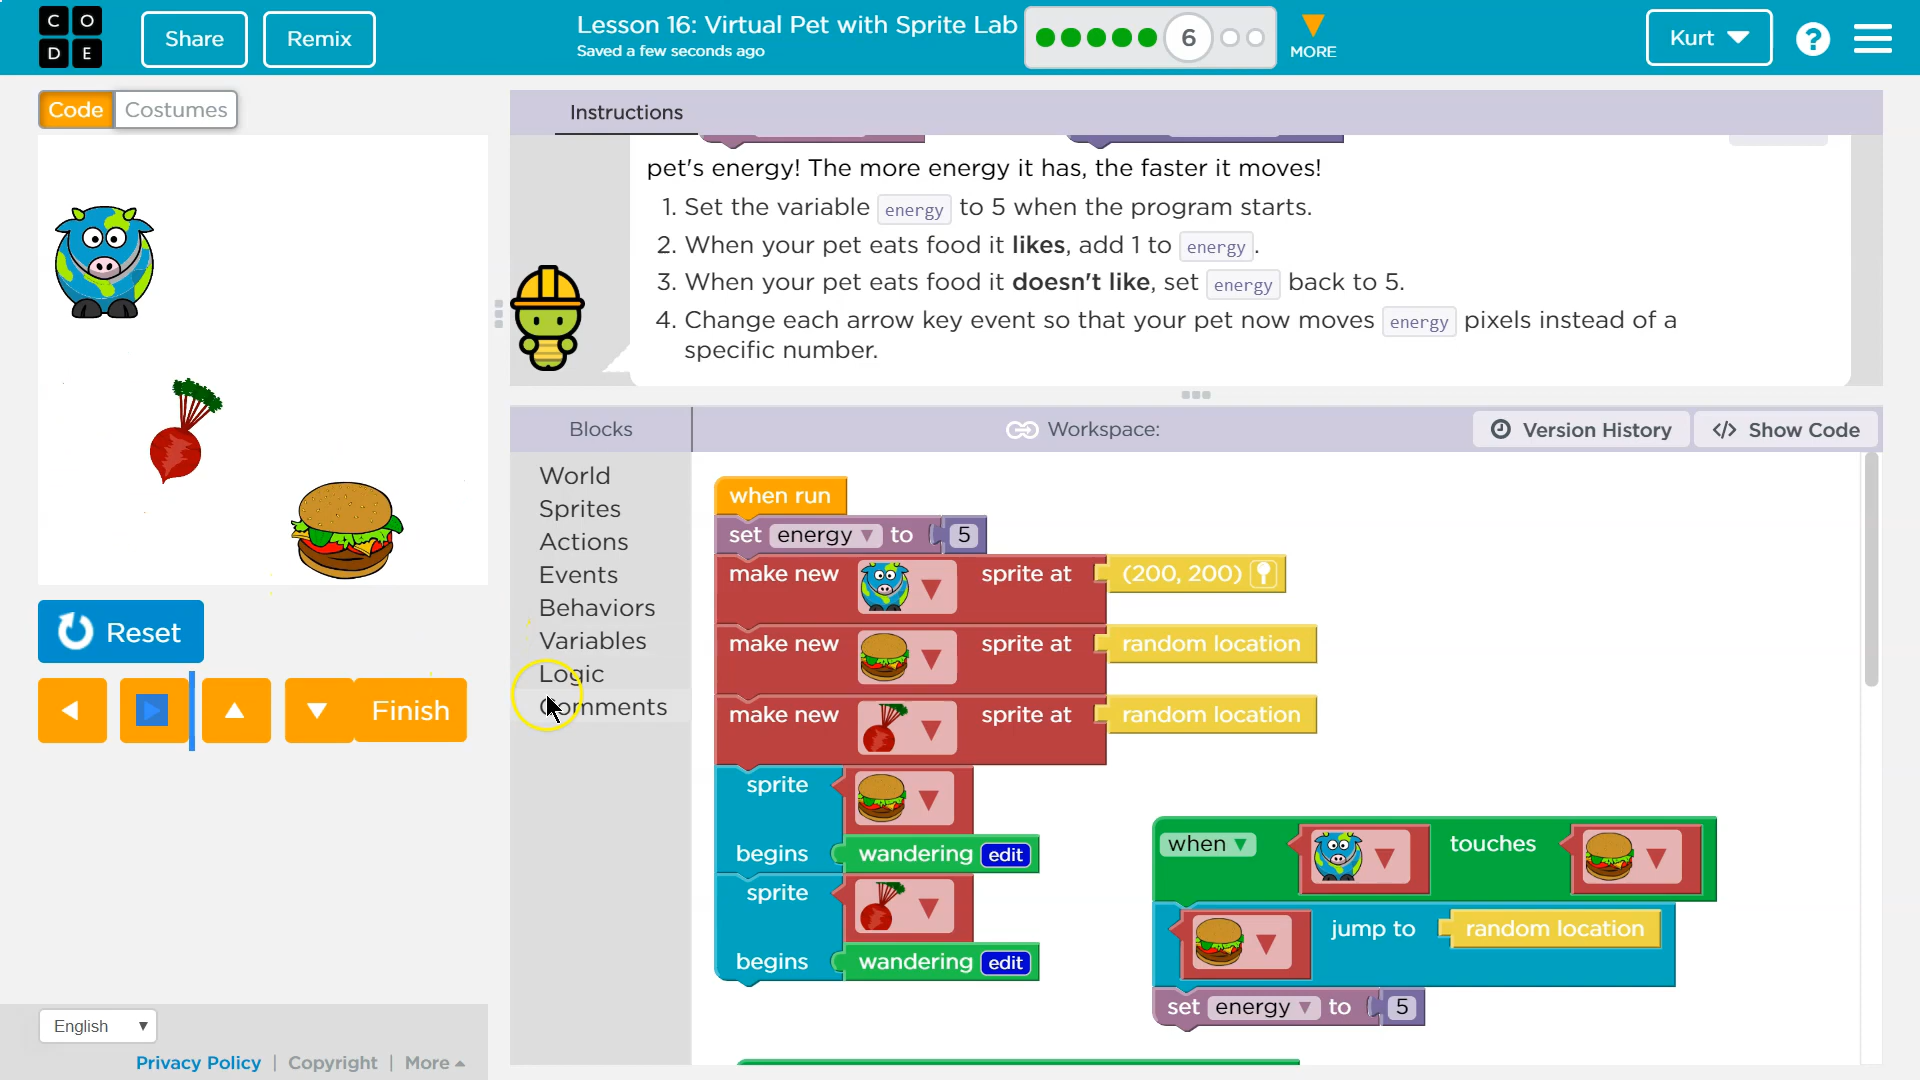 C O
D E
Share
Remix
Lesson 16: Virtual Pet with Sprite Lab
Saved a few seconds ago
6
MORE
Kurt
?
Code
Costumes
Instructions
pet's energy! The more energy it has, the faster it moves!
1. Set the variable energy to 5 when the program starts.
2. When your pet eats food it likes, add 1 to energy.
3. When your pet eats food it doesn't like, set energy back to 5.
4. Change each arrow key event so that your pet now moves energy pixels instead of a
specific number.
Blocks
Workspace:
Version History
</> Show Code
World
Sprites
Actions
Events
Behaviors
Variables
Logic
Comments
when run
set energy to 5
make new sprite at (200, 200)
make new sprite at random location
make new sprite at random location
sprite
begins wandering edit
sprite
begins wandering edit
when touches
jump to random location
set energy to 5
Reset
Finish
English
Privacy Policy | Copyright | More